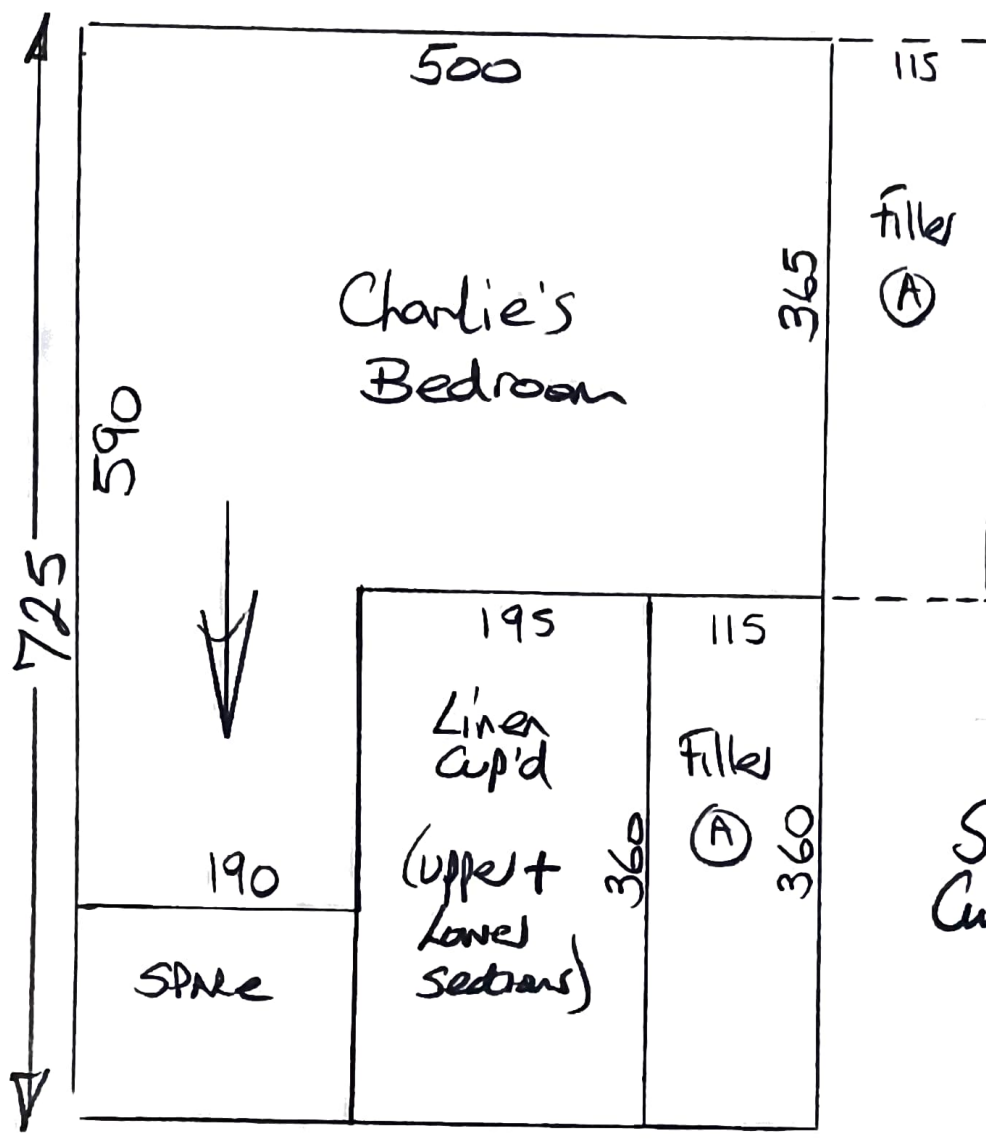 500
115
Filler
A
365
Charlie's
Bedroom
590
725
195
115
Linen
Cup'd
Filler
A
(upper +
Lower
sections)
360
360
190
SPARE
S
Cu